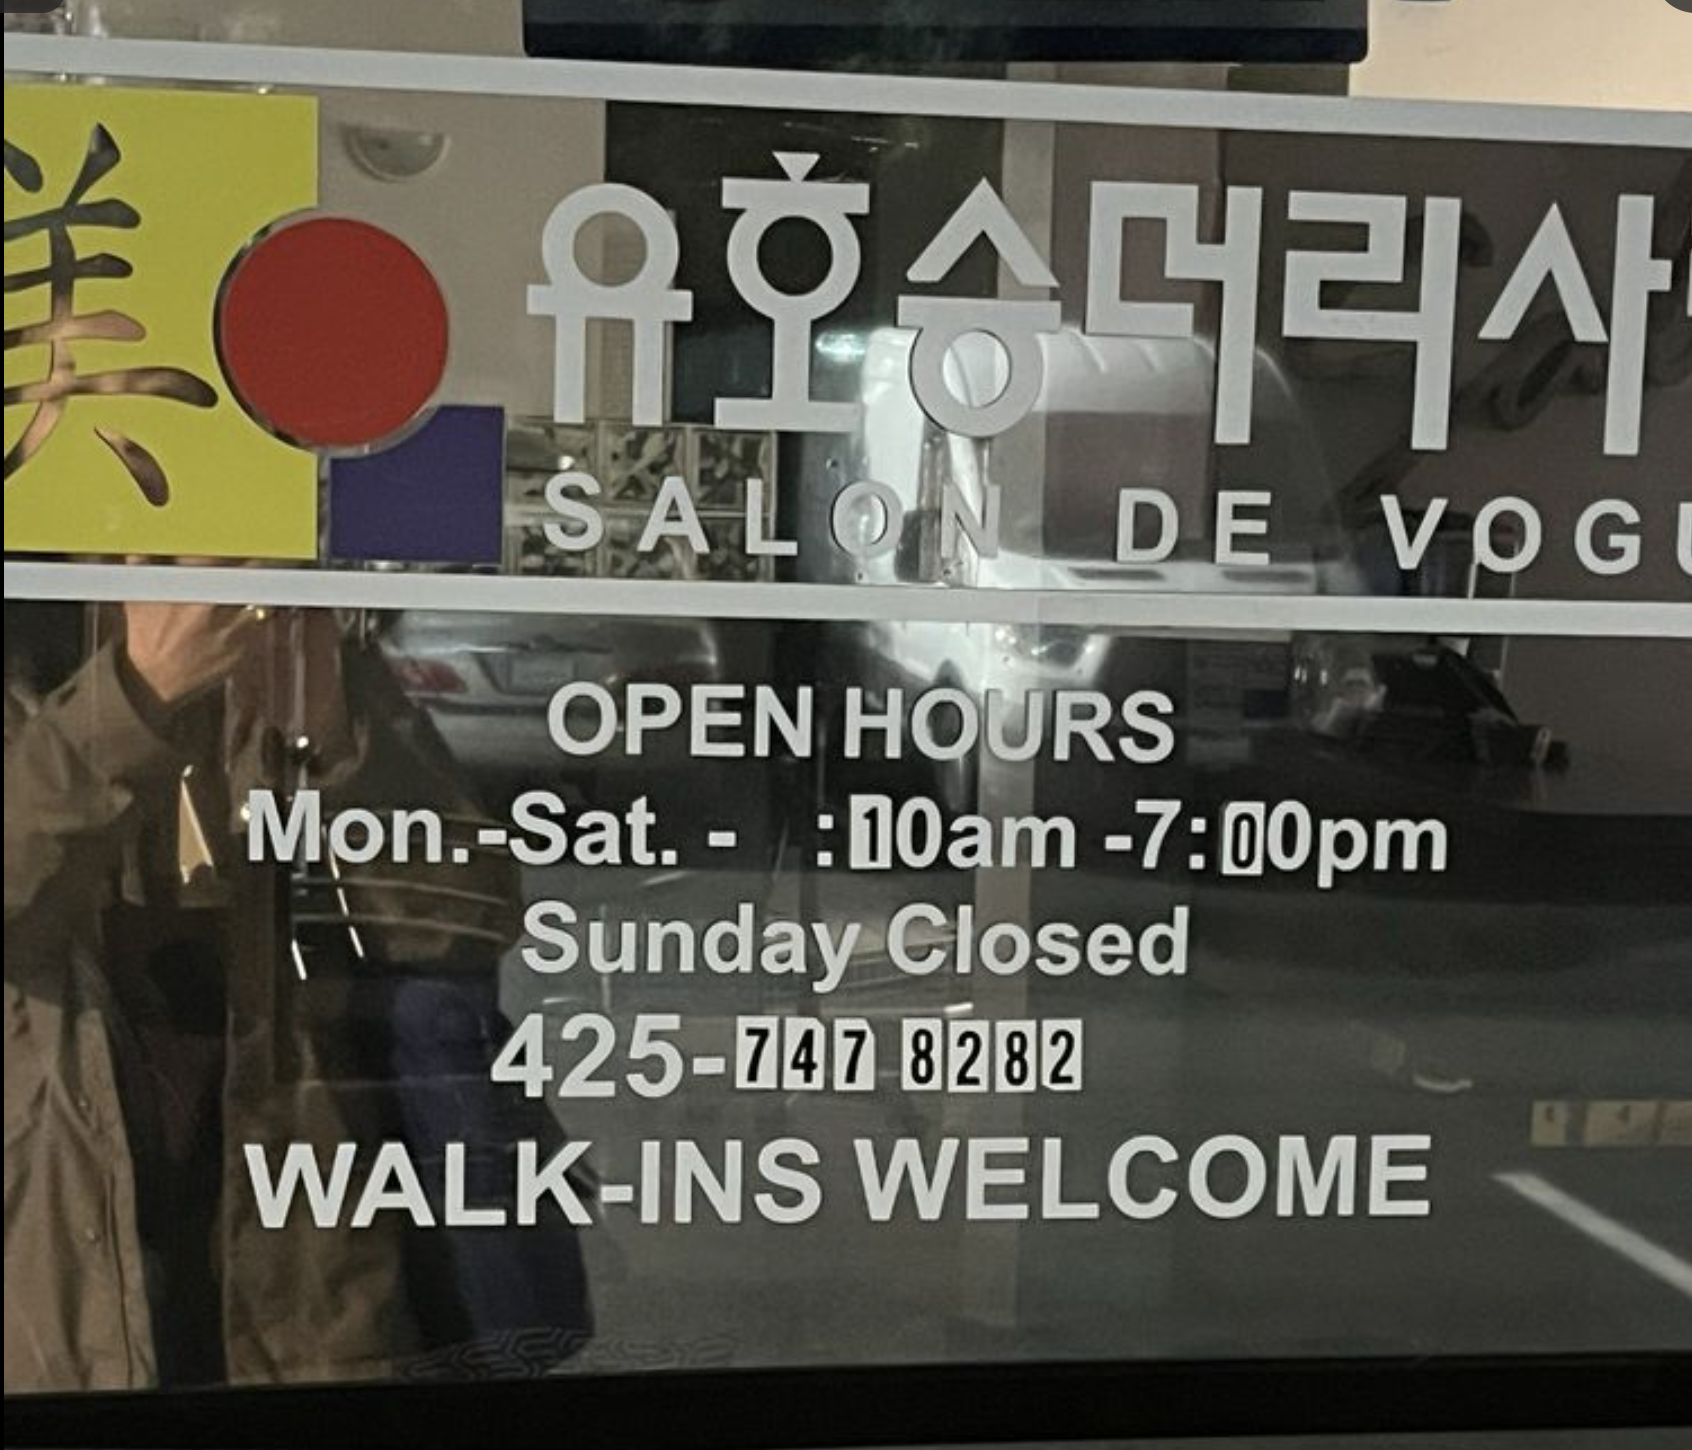 美 유호승머리사
SALON DE VOGU
OPEN HOURS
Mon.-Sat. - :10am -7:00pm
Sunday Closed
425-747 8282
WALK-INS WELCOME